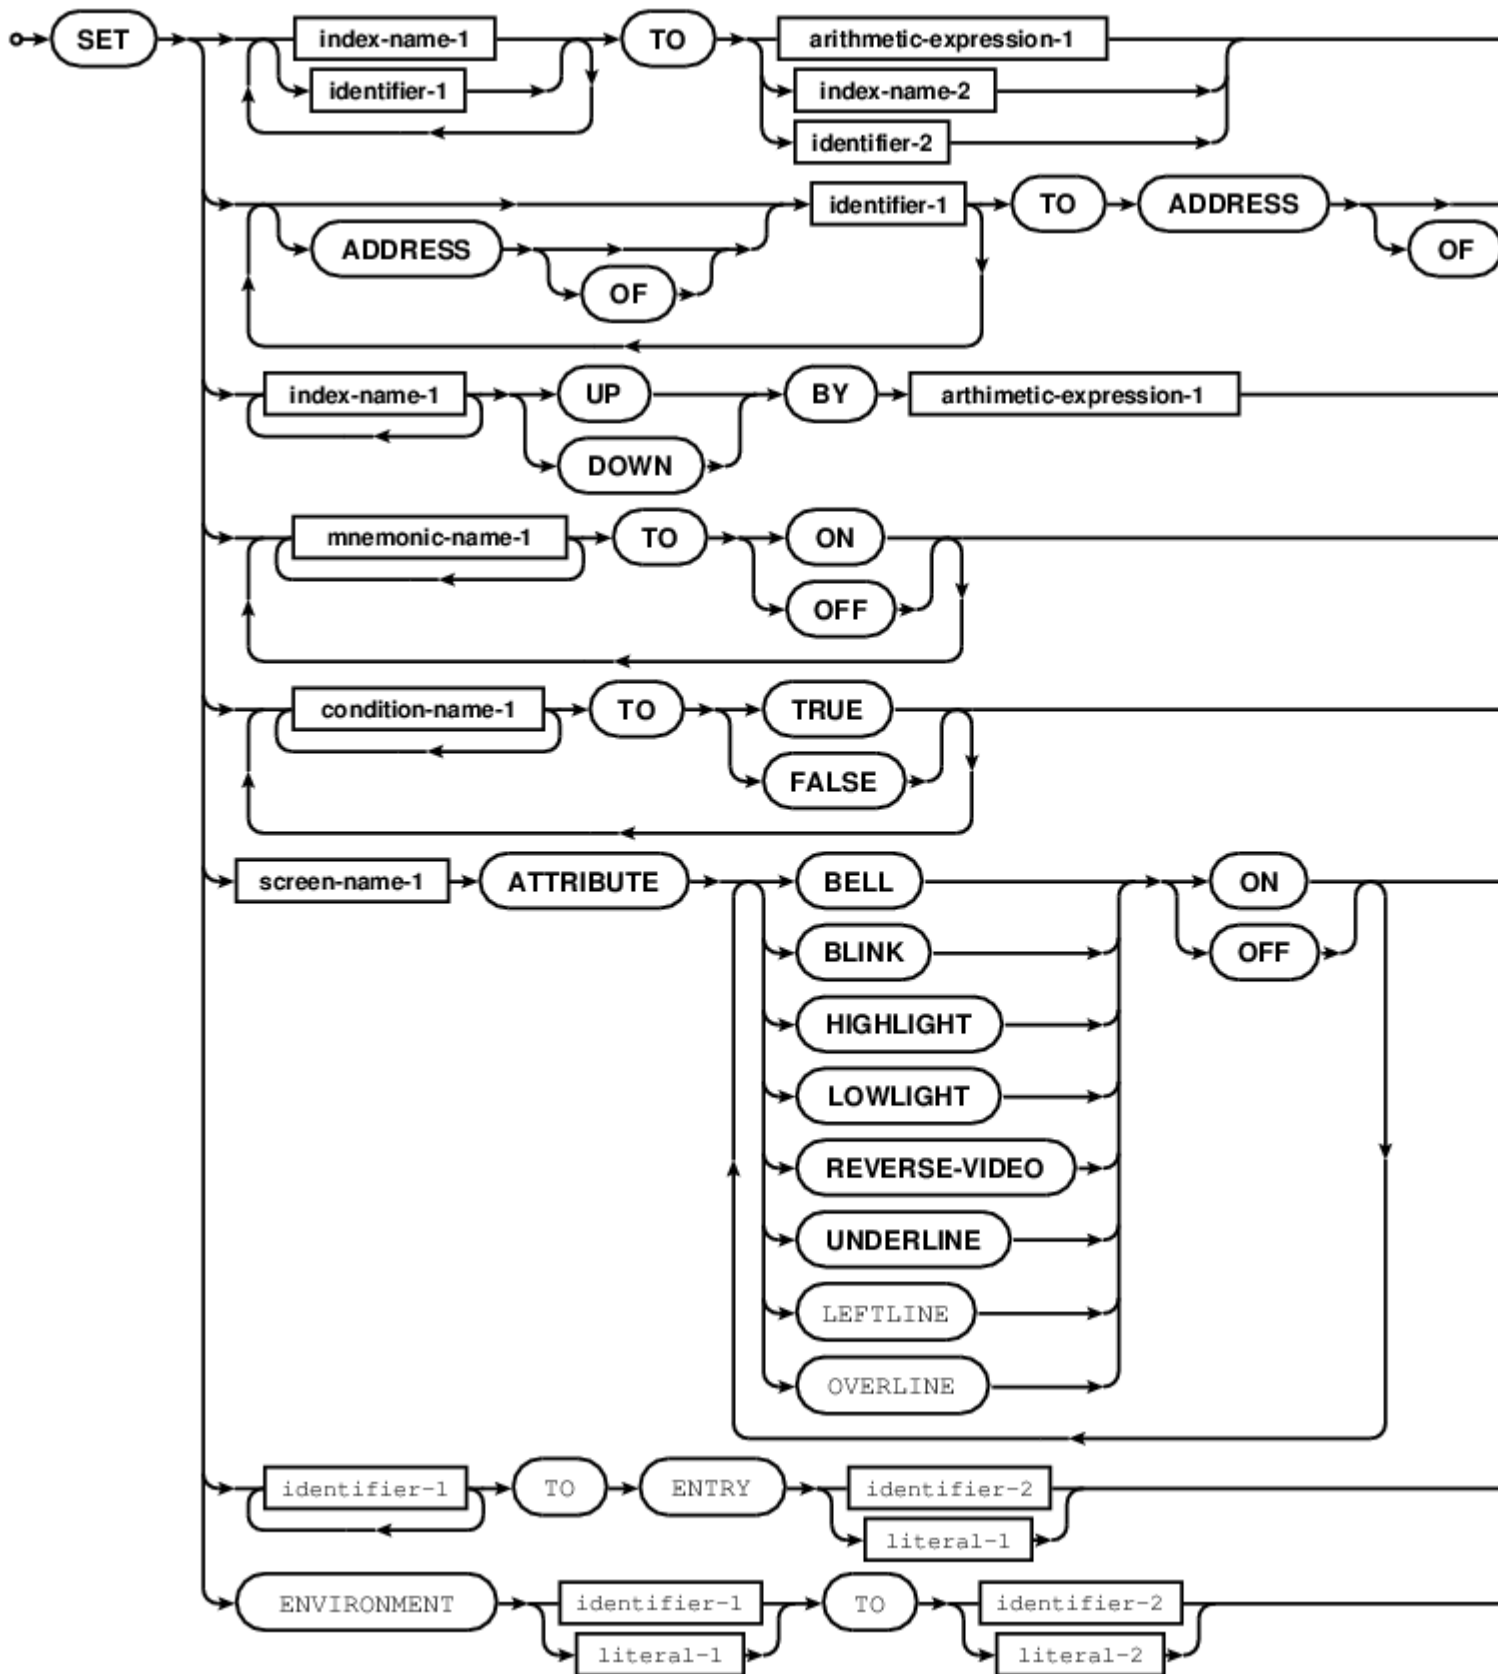 SET index-name-1 TO arithmetic-expression-1
identifier-1 index-name-2
identifier-2
identifier-1 TO ADDRESS
ADDRESS OF
OF
index-name-1 UP BY arthimetic-expression-1
DOWN
mnemonic-name-1 TO ON
OFF
condition-name-1 TO TRUE
FALSE
screen-name-1 ATTRIBUTE BELL ON
BLINK OFF
HIGHLIGHT
LOWLIGHT
REVERSE-VIDEO
UNDERLINE
LEFTLINE
OVERLINE
identifier-1 TO ENTRY identifier-2
literal-1
ENVIRONMENT identifier-1 TO identifier-2
literal-1 literal-2